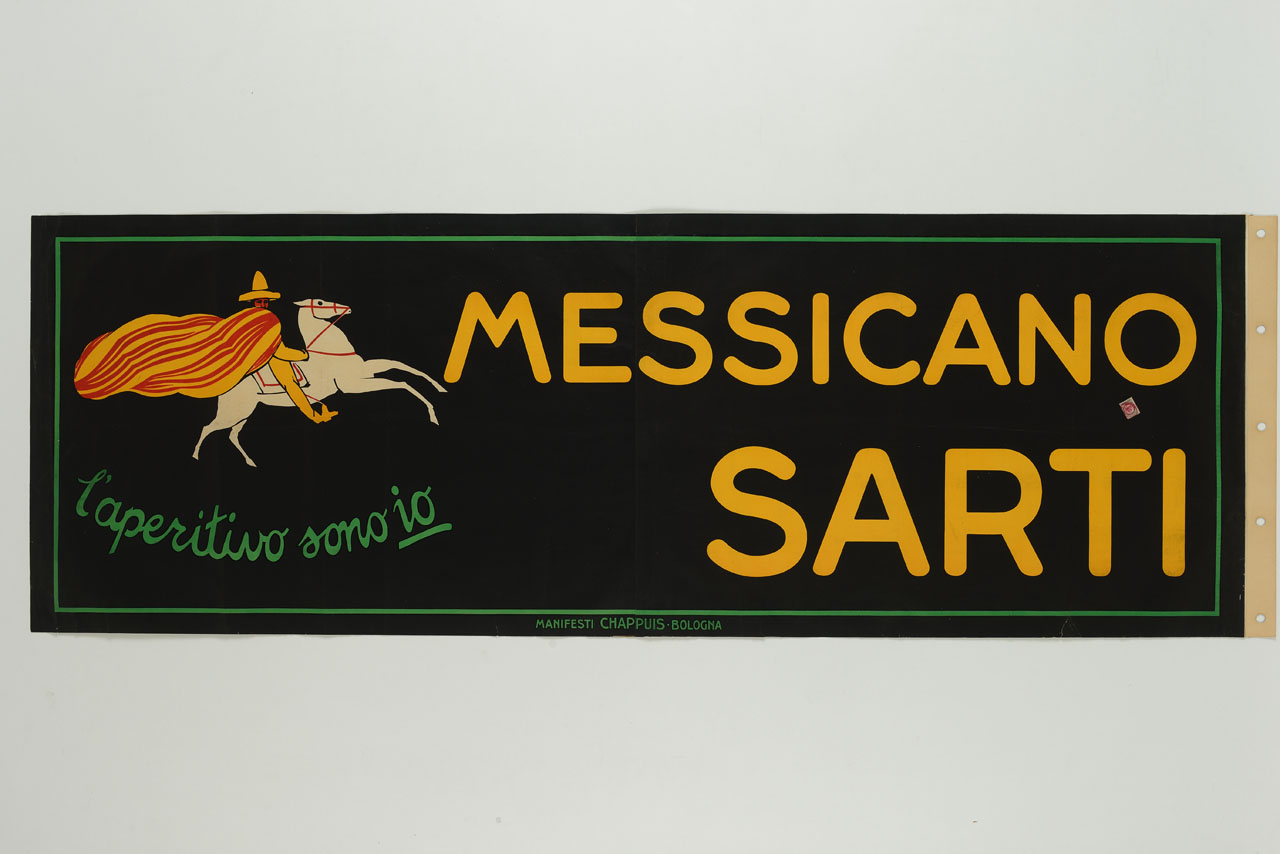 MESSICANO
SARTI
l'aperitivo sono io
MANIFESTI CHAPPUIS - BOLOGNA